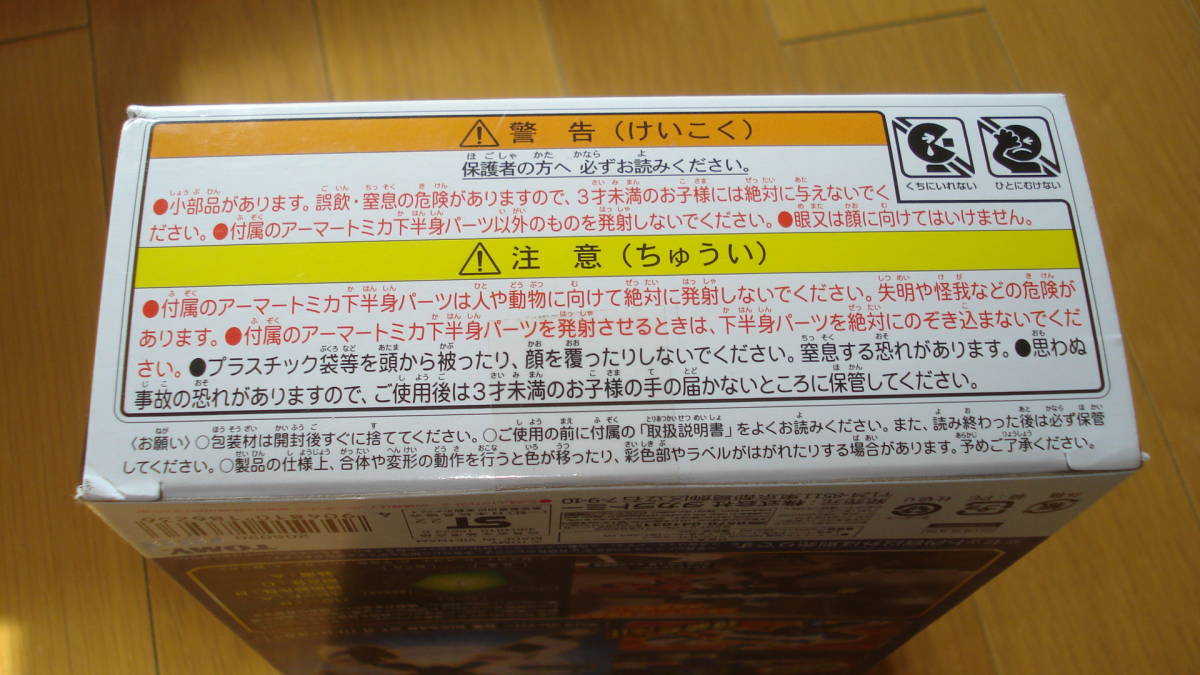 警告（けいこく）
保護者の方へ 必ずお読みください。
●小部品があります。誤飲・窒息の危険がありますので、3才未満のお子様には絶対に与えないでく
ださい。●付属のアーマートミカ下半身パーツ以外のものを発射しないでください。●眼又は顔に向けてはいけません。
くちにいれない
ひとにむけない
注意（ちゅうい）
●付属のアーマートミカ下半身パーツは人や動物に向けて絶対に発射しないでください。失明や怪我などの危険が
あります。●付属のアーマートミカ下半身パーツを発射させるときは、下半身パーツを絶対にのぞき込まないでくだ
さい。●プラスチック袋等を頭から被ったり、顔を覆ったりしないでください。窒息する恐れがあります。●思わぬ
事故の恐れがありますので、ご使用後は3才未満のお子様の手の届かないところに保管してください。
〈お願い〉○包装材は開封後すぐに捨ててください。○ご使用の前に付属の「取扱説明書」をよくお読みください。また、読み終わった後は必ず保管
してください。○製品の仕様上、合体や変形の動作を行うと色が移ったり、彩色部やラベルがはがれたりする場合があります。予めご了承ください。
株式会社 タカラトミー
ST
MADE IN VIETNAM
TOMY